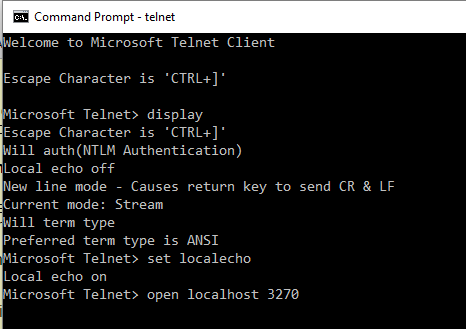 Command Prompt - telnet
Welcome to Microsoft Telnet Client
Escape Character is 'CTRL+]'
Microsoft Telnet> display
Escape Character is 'CTRL+]'
Will auth(NTLM Authentication)
Local echo off
New line mode - Causes return key to send CR & LF
Current mode: Stream
Will term type
Preferred term type is ANSI
Microsoft Telnet> set localecho
Local echo on
Microsoft Telnet> open localhost 3270